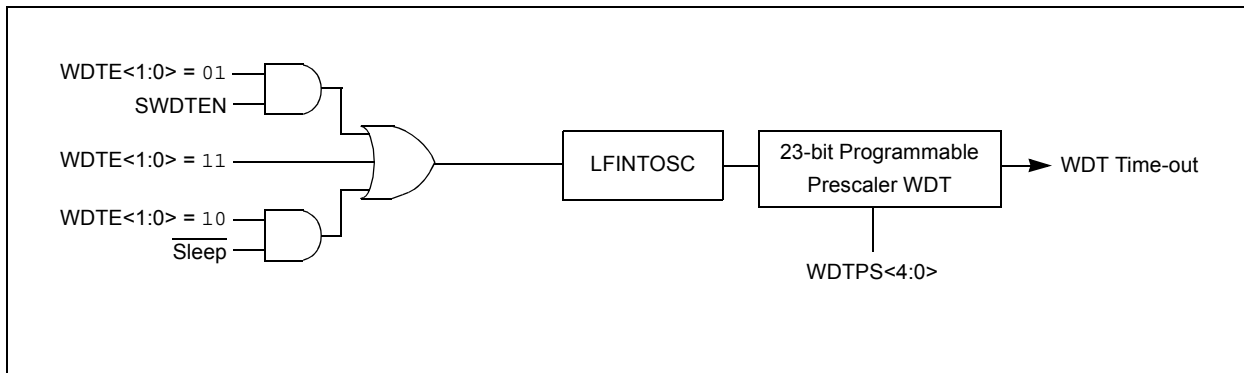 WDTE<1:0> = 01
SWDTEN
WDTE<1:0> = 11
WDTE<1:0> = 10
Sleep
LFINTOSC
23-bit Programmable
Prescaler WDT
WDT Time-out
WDTPS<4:0>